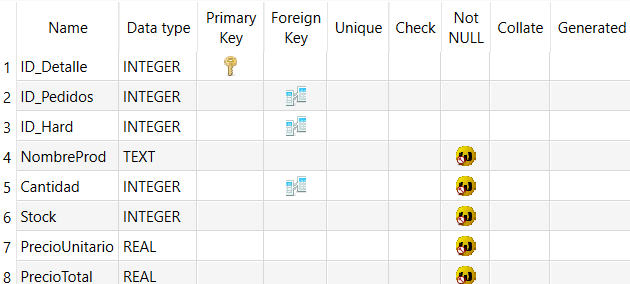 Name Data type Primary Key Foreign Key Unique Check Not NULL Collate Generated
1 ID_Detalle INTEGER
2 ID_Pedidos INTEGER
3 ID_Hard INTEGER
4 NombreProd TEXT
5 Cantidad INTEGER
6 Stock INTEGER
7 PrecioUnitario REAL
8 PrecioTotal REAL